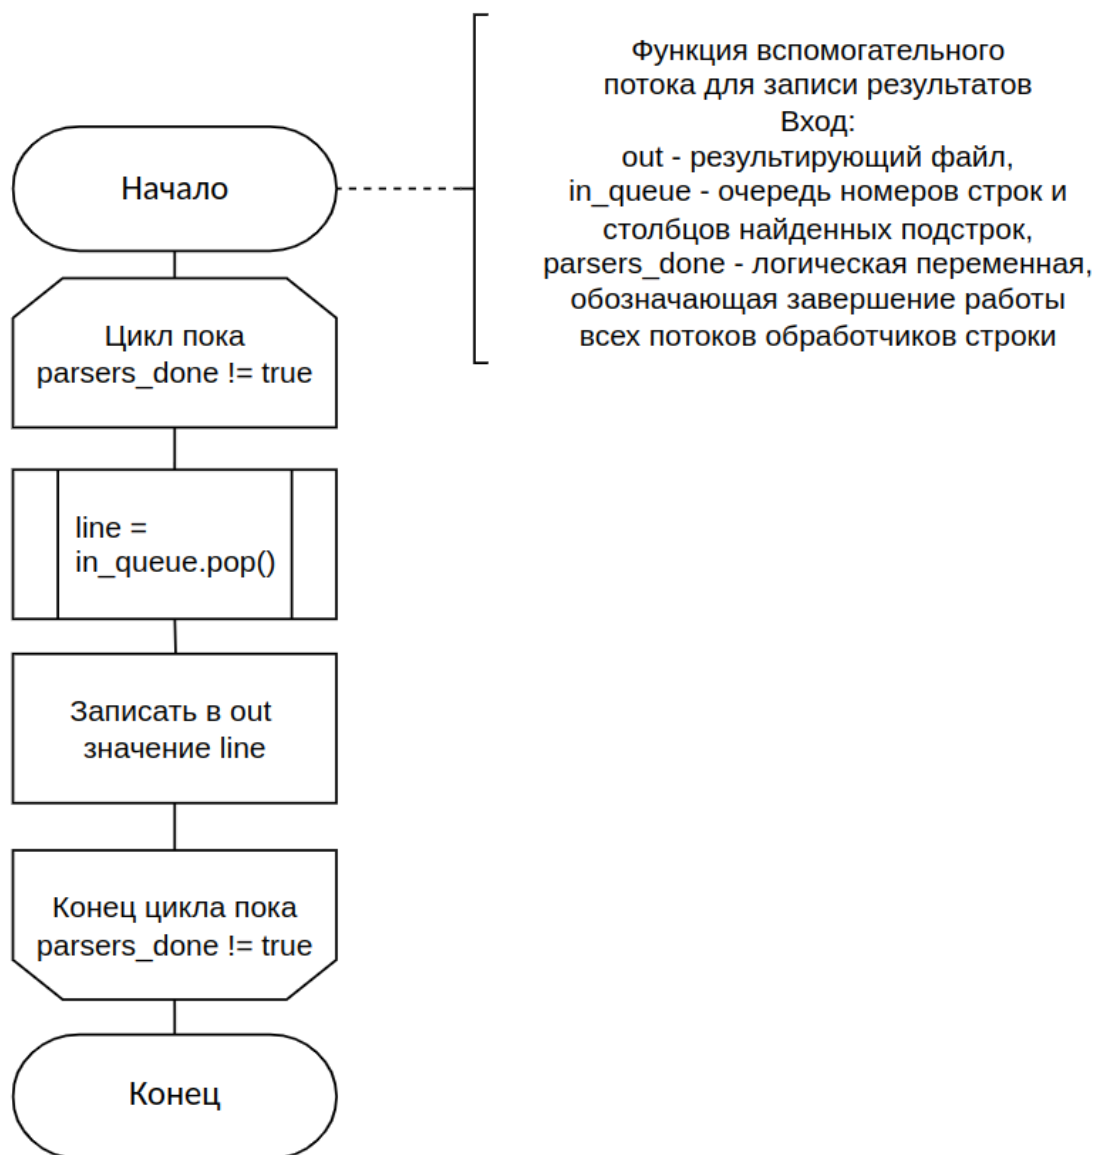 Функция вспомогательного
потока для записи результатов
Вход:
out - результирующий файл,
in_queue - очередь номеров строк и
столбцов найденных подстрок,
parsers_done - логическая переменная,
обозначающая завершение работы
всех потоков обработчиков строки
Начало
Цикл пока
parsers_done != true
line =
in_queue.pop()
Записать в out
значение line
Конец цикла пока
parsers_done != true
Конец